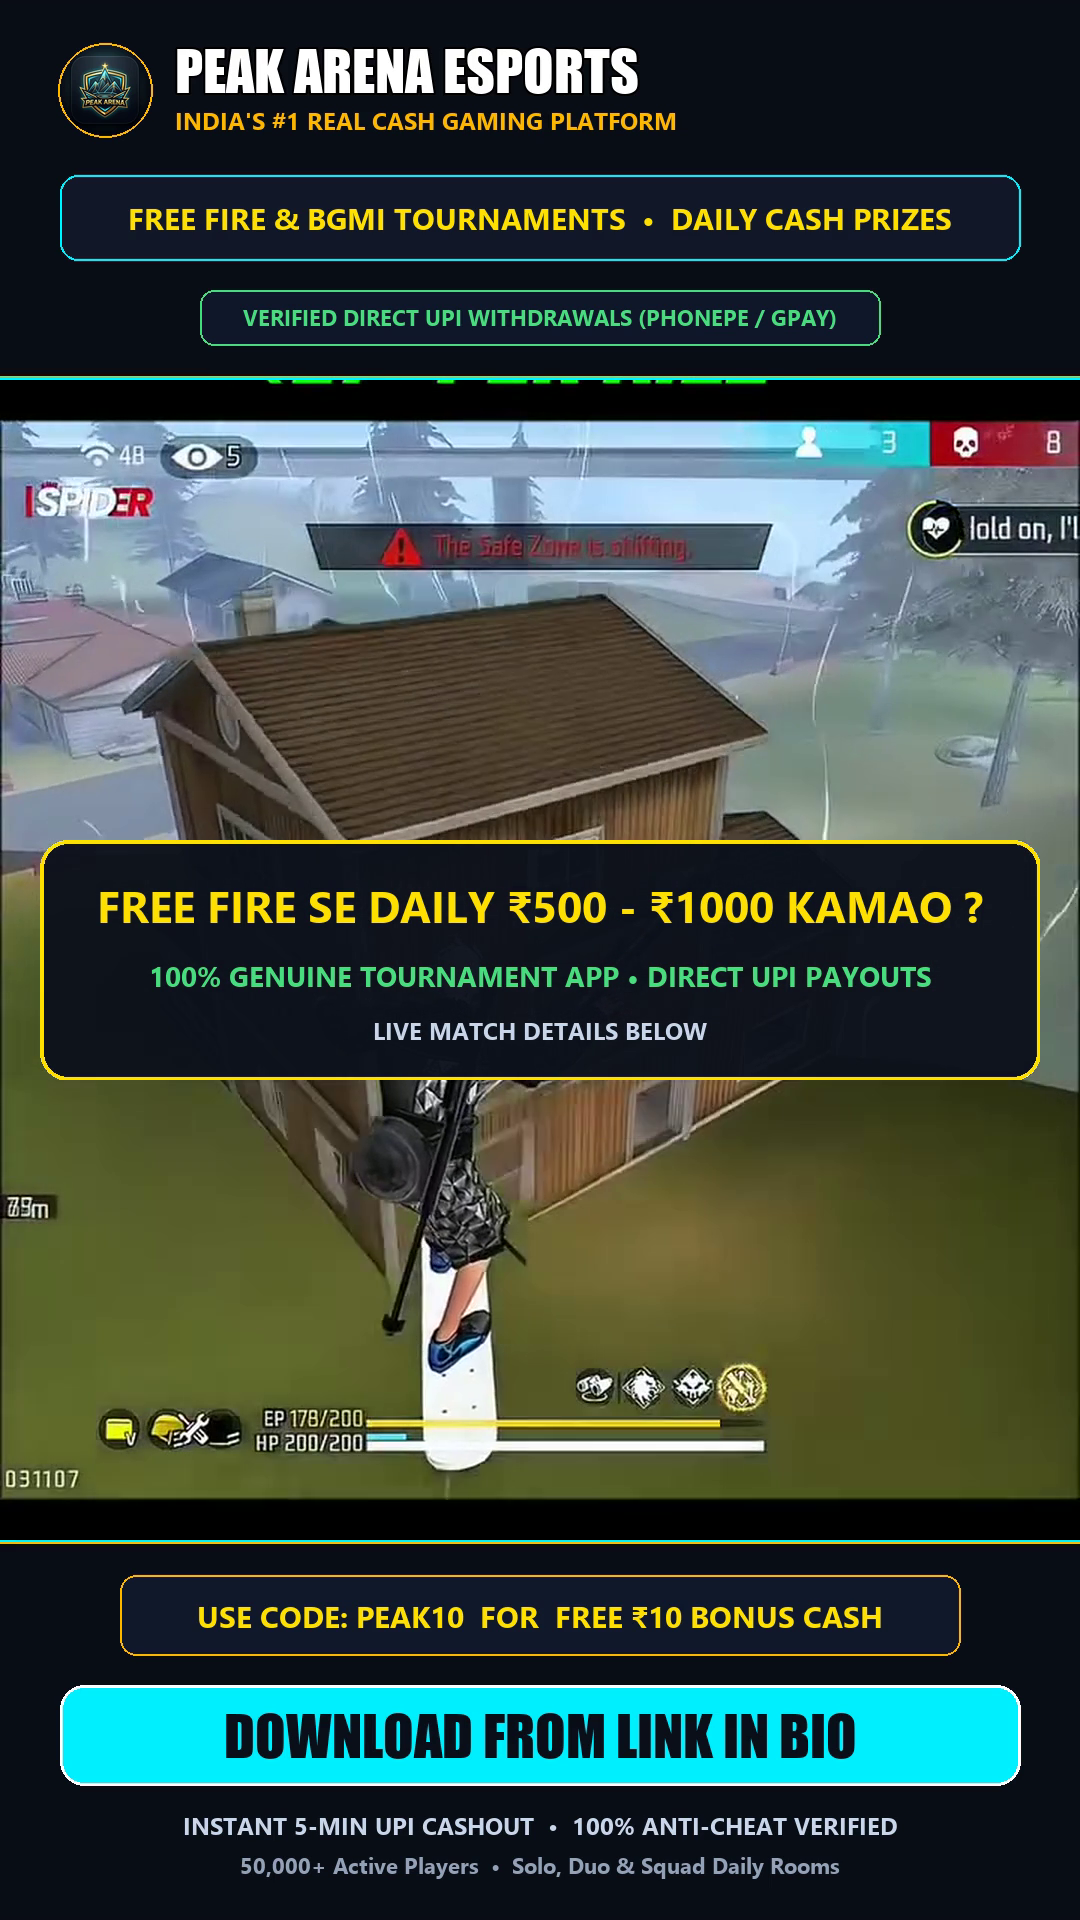 PEAK ARENA
PEAK ARENA ESPORTS
INDIA'S #1 REAL CASH GAMING PLATFORM
FREE FIRE & BGMI TOURNAMENTS • DAILY CASH PRIZES
VERIFIED DIRECT UPI WITHDRAWALS (PHONEPE / GPAY)
48 5 3 8
SPIDER
The Safe Zone is shifting.
Hold on, I'll
FREE FIRE SE DAILY ₹500 - ₹1000 KAMAO ?
100% GENUINE TOURNAMENT APP • DIRECT UPI PAYOUTS
LIVE MATCH DETAILS BELOW
EP 178/200
HP 200/200
031107
USE CODE: PEAK10 FOR FREE ₹10 BONUS CASH
DOWNLOAD FROM LINK IN BIO
INSTANT 5-MIN UPI CASHOUT • 100% ANTI-CHEAT VERIFIED
50,000+ Active Players • Solo, Duo & Squad Daily Rooms